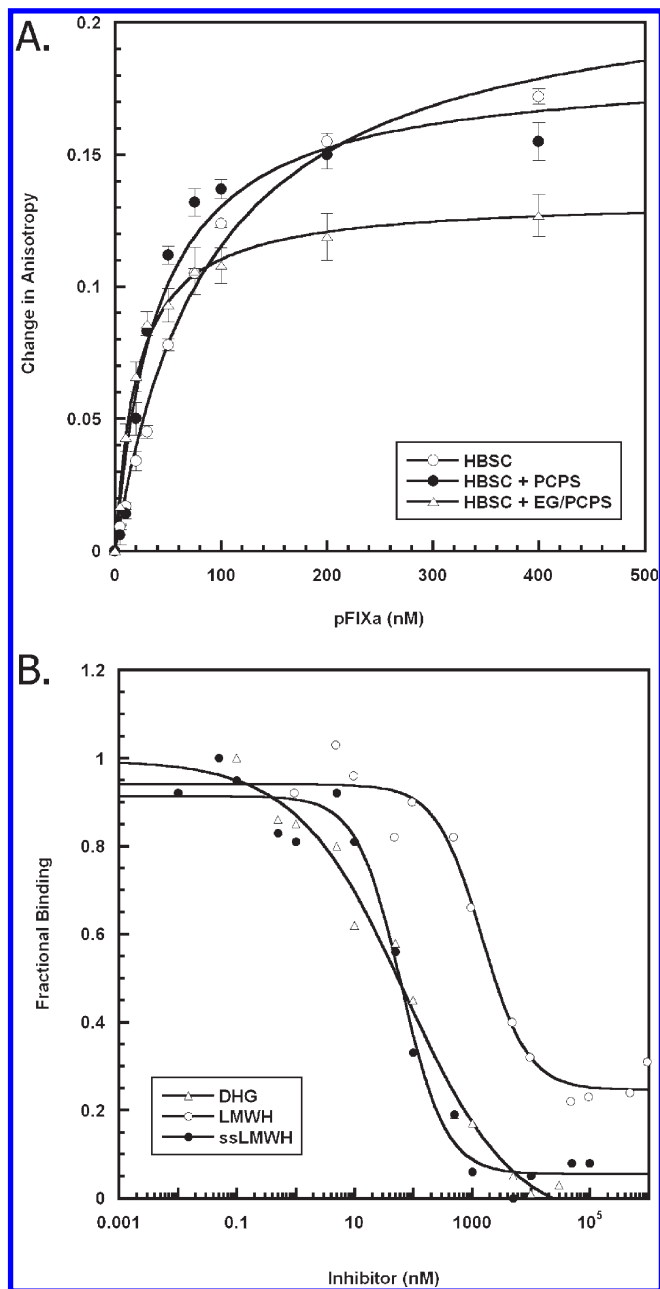 A.
0.2
0.15
0.1
0.05
0
Change in Anisotropy
HBSC
HBSC + PCPS
HBSC + EG/PCPS
0 100 200 300 400 500
pFIXa (nM)
B.
1.2
1
0.8
0.6
0.4
0.2
0
Fractional Binding
DHG
LMWH
ssLMWH
0.001 0.1 10 1000 10⁵
Inhibitor (nM)